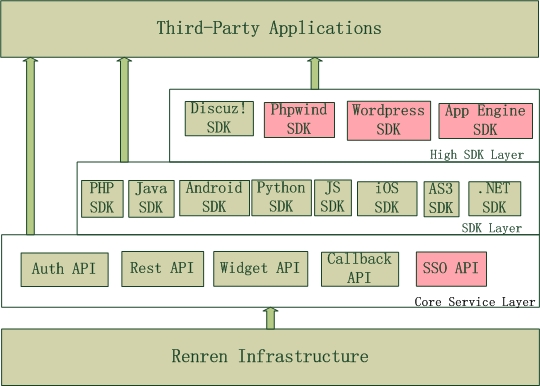 Third-Party Applications
Discuz! SDK
Phpwind SDK
Wordpress SDK
App Engine SDK
High SDK Layer
PHP SDK
Java SDK
Android SDK
Python SDK
JS SDK
iOS SDK
AS3 SDK
.NET SDK
SDK Layer
Auth API
Rest API
Widget API
Callback API
SSO API
Core Service Layer
Renren Infrastructure